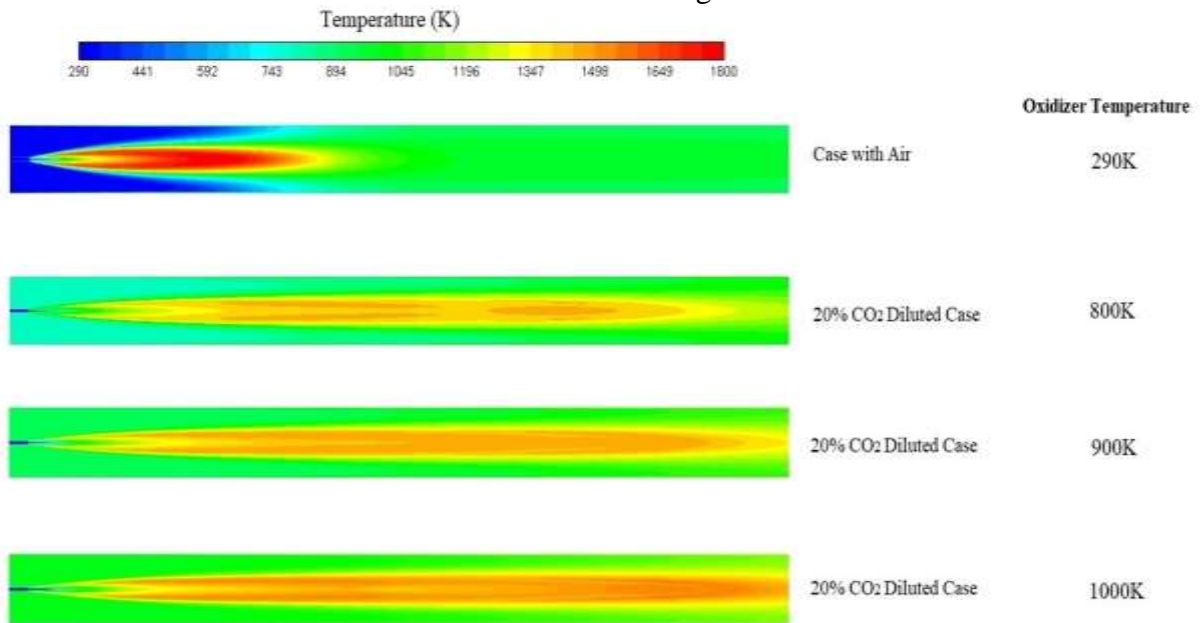 Temperature (K)
290 441 592 743 894 1045 1196 1347 1498 1649 1800
Oxidizer Temperature
Case with Air 290K
20% CO2 Diluted Case 800K
20% CO2 Diluted Case 900K
20% CO2 Diluted Case 1000K